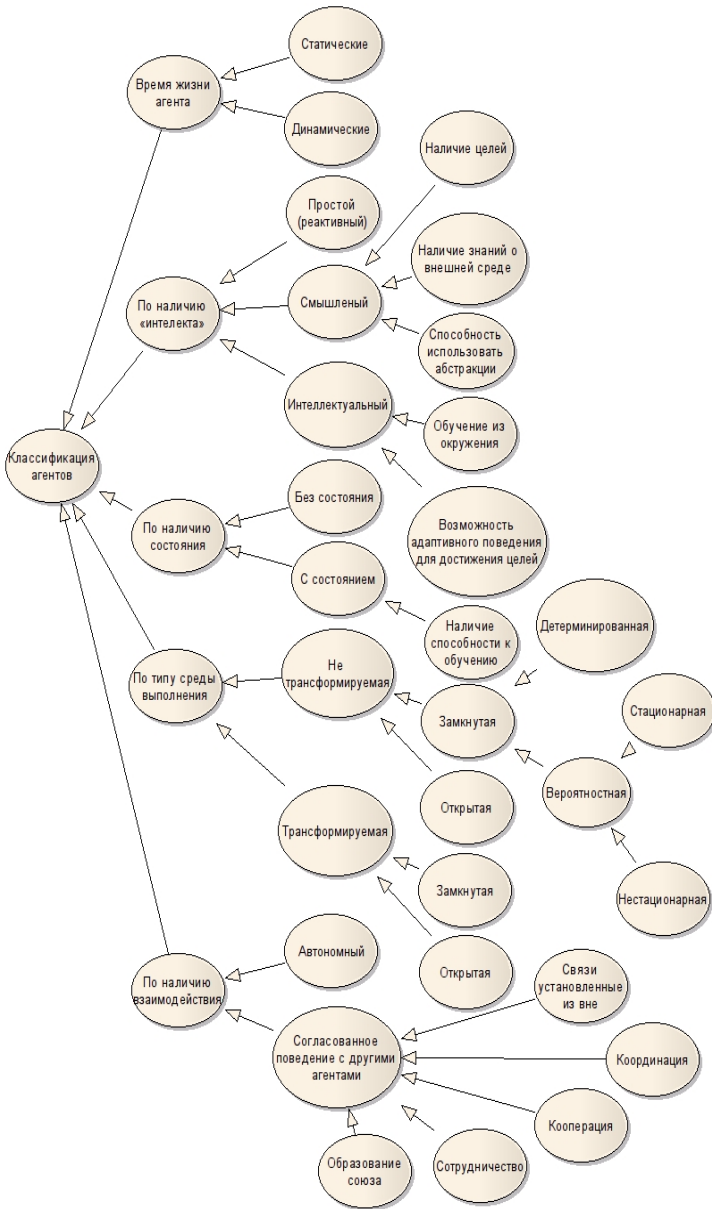 Статические
Время жизни
агента
Динамические
Наличие целей
Простой
(реактивный)
Наличие знаний о
внешней среде
По наличию
«интелекта»
Смышленый
Способность
использовать
абстракции
Интеллектуальный
Обучение из
окружения
Классификация
агентов
Без состояния
По наличию
состояния
Возможность
адаптивного поведения
для достижения целей
С состоянием
Наличие
способности к
обучению
Детерминированная
Не
трансформируемая
По типу среды
выполнения
Замкнутая
Стационарная
Вероятностная
Открытая
Трансформируемая
Замкнутая
Нестационарная
Автономный
Открытая
По наличию
взаимодействия
Связи
установленные
из вне
Согласованное
поведение с другими
агентами
Координация
Кооперация
Образование
союза
Сотрудничество